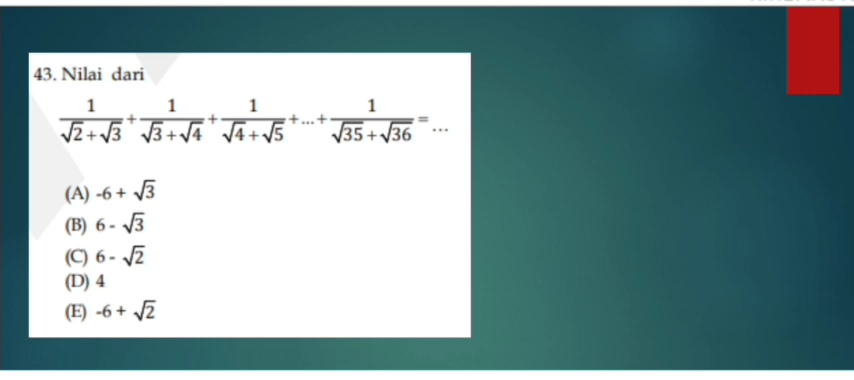 43. Nilai dari
1/(√2+√3) + 1/(√3+√4) + 1/(√4+√5) +...+ 1/(√35+√36) = ...
(A) -6 + √3
(B) 6 - √3
(C) 6 - √2
(D) 4
(E) -6 + √2